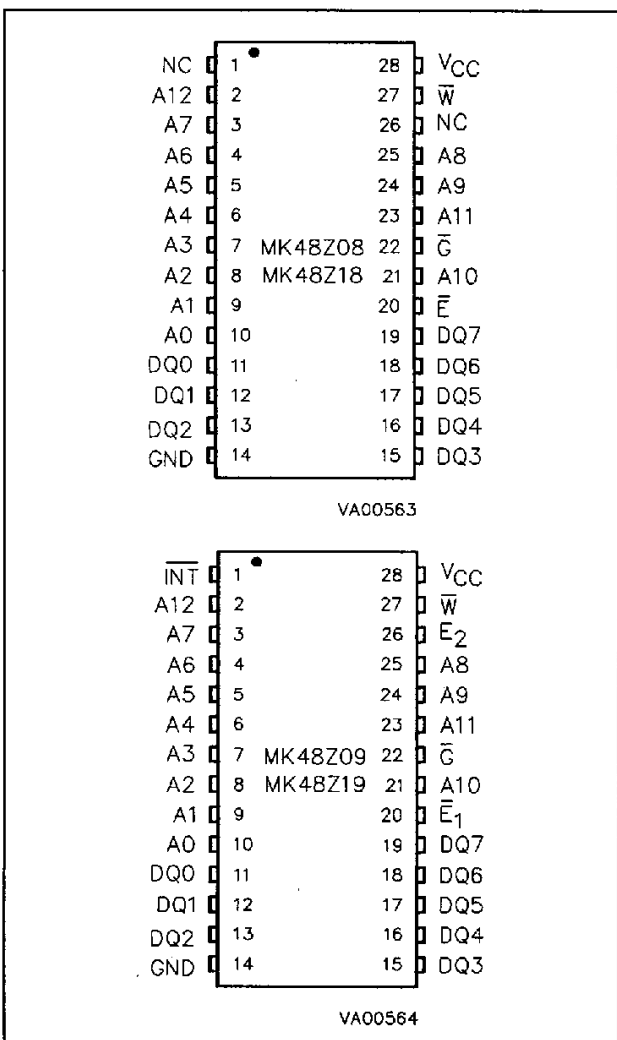 NC 1 28 VCC
A12 2 27 W̅
A7 3 26 NC
A6 4 25 A8
A5 5 24 A9
A4 6 23 A11
A3 7 MK48Z08 22 G̅
A2 8 MK48Z18 21 A10
A1 9 20 E̅
A0 10 19 DQ7
DQ0 11 18 DQ6
DQ1 12 17 DQ5
DQ2 13 16 DQ4
GND 14 15 DQ3
VA00563
I̅N̅T̅ 1 28 VCC
A12 2 27 W̅
A7 3 26 E2
A6 4 25 A8
A5 5 24 A9
A4 6 23 A11
A3 7 MK48Z09 22 G̅
A2 8 MK48Z19 21 A10
A1 9 20 E̅1
A0 10 19 DQ7
DQ0 11 18 DQ6
DQ1 12 17 DQ5
DQ2 13 16 DQ4
GND 14 15 DQ3
VA00564